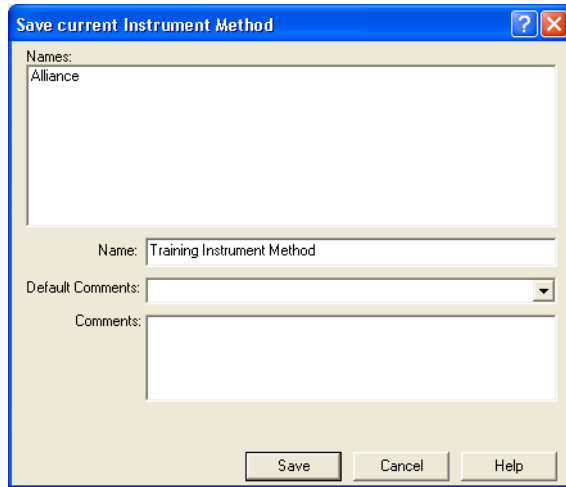 Save current Instrument Method
Names:
Alliance
Name: Training Instrument Method
Default Comments:
Comments:
Save Cancel Help